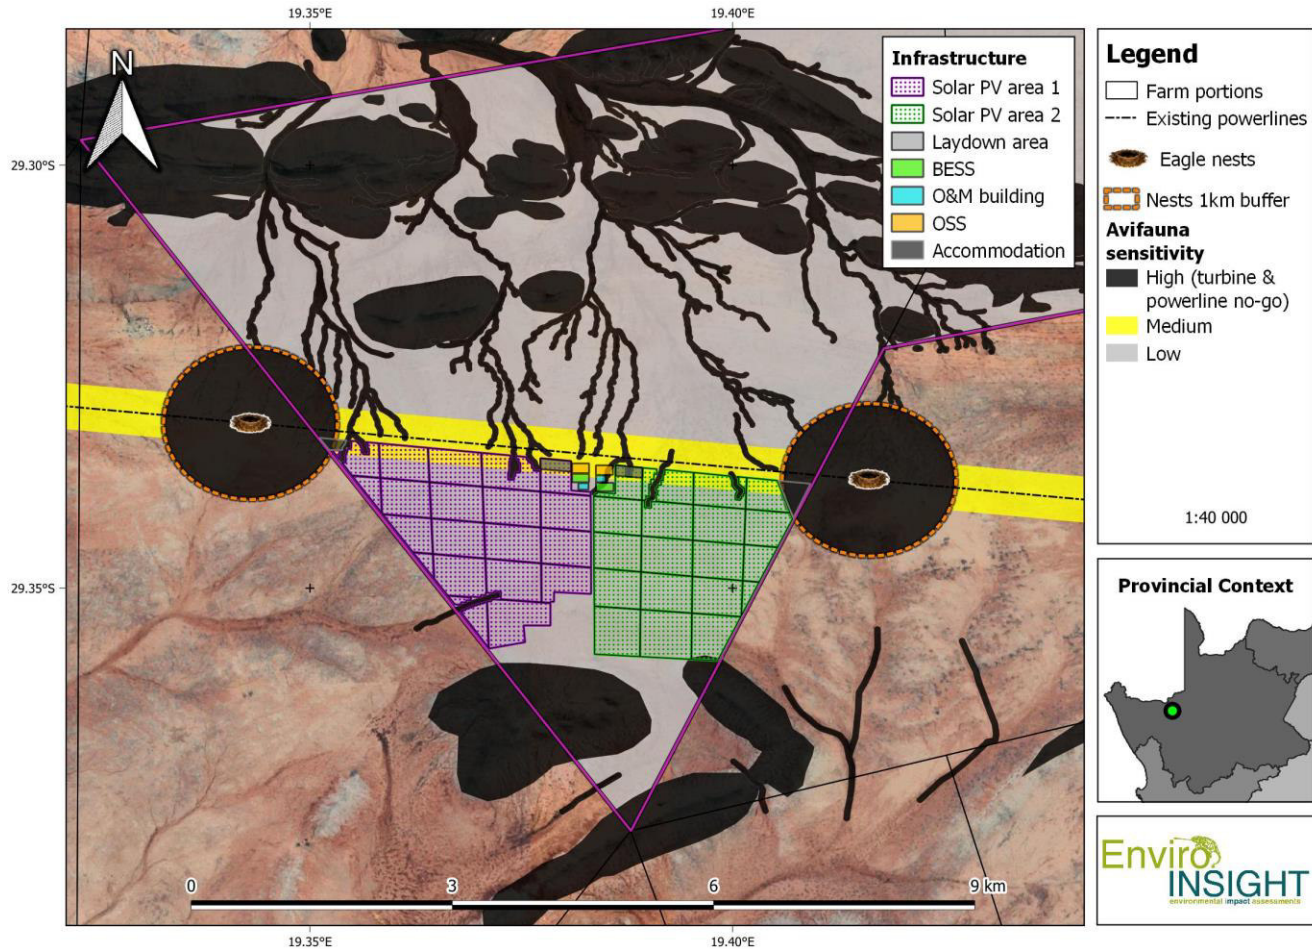 19.35°E
19.40°E
N
29.30°S
29.35°S
Infrastructure
Solar PV area 1
Solar PV area 2
Laydown area
BESS
O&M building
OSS
Accommodation
0
3
6
9 km
19.35°E
19.40°E
Legend
Farm portions
Existing powerlines
Eagle nests
Nests 1km buffer
Avifauna
sensitivity
High (turbine &
powerline no-go)
Medium
Low
1:40 000
Provincial Context
Enviro
INSIGHT
environmental impact assessments